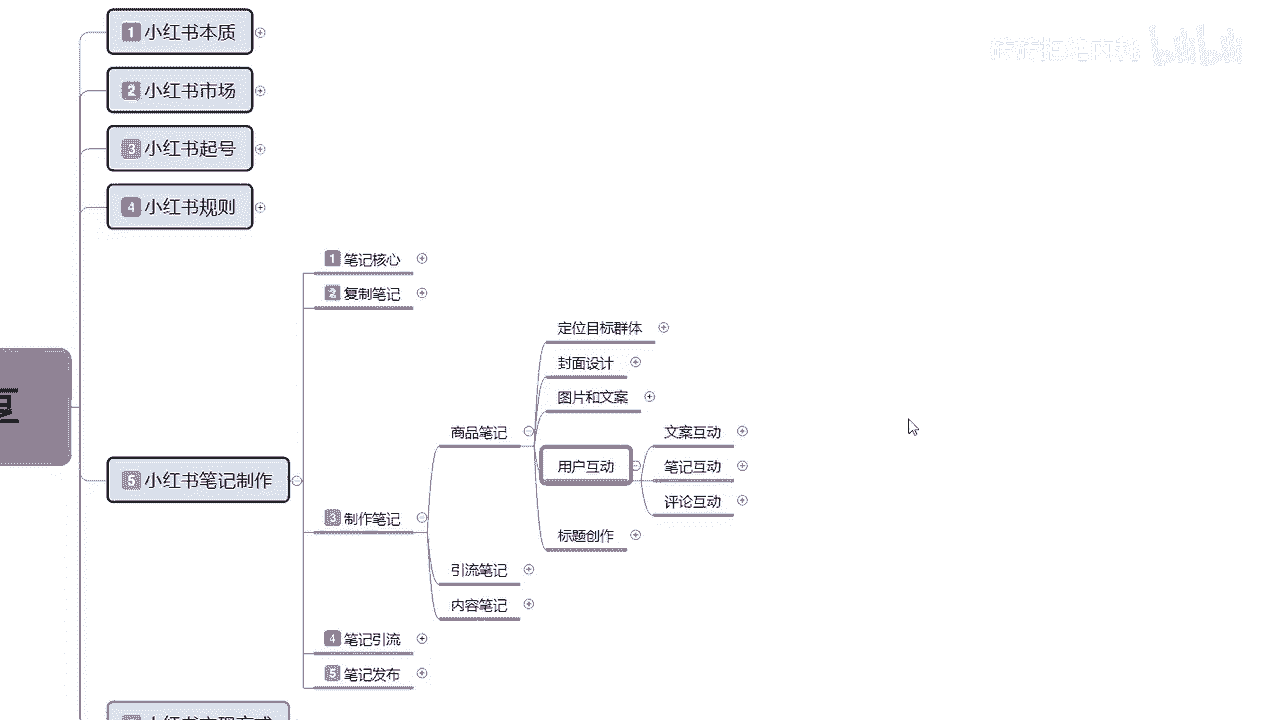 1 小红书本质
2 小红书市场
3 小红书起号
4 小红书规则
5 小红书笔记制作
1 笔记核心
2 复制笔记
3 制作笔记
商品笔记
定位目标群体
封面设计
图片和文案
用户互动
文案互动
笔记互动
评论互动
标题创作
引流笔记
内容笔记
4 笔记引流
5 笔记发布
bilibili